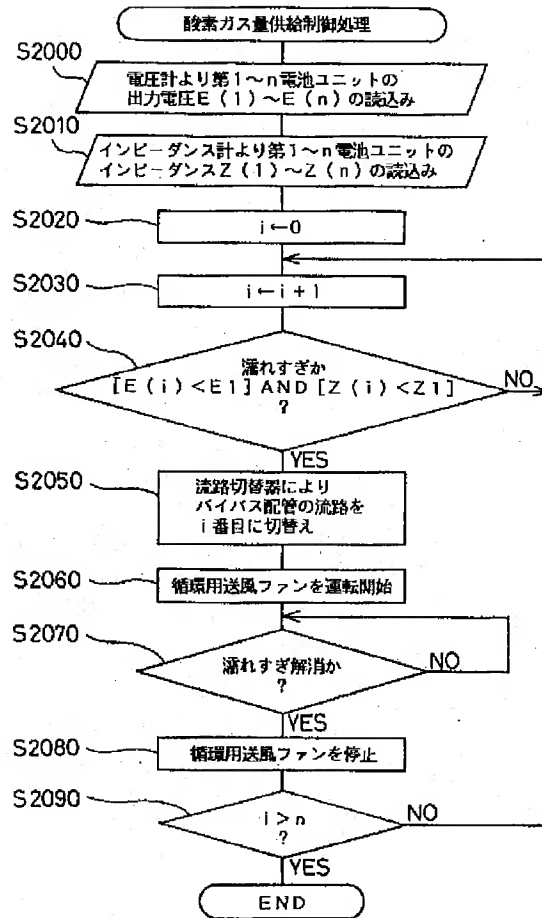 酸素ガス量供給制御処理
S2000
電圧計より第1～n電池ユニットの
出力電圧E(1)～E(n)の読込み
S2010
インピーダンス計より第1～n電池ユニットの
インピーダンスZ(1)～Z(n)の読込み
S2020
i←0
S2030
i←i+1
S2040
濡れすぎか
[E(i)<E1] AND [Z(i)<Z1]
?
NO
YES
S2050
流路切替器により
バイパス配管の流路を
i番目に切替え
S2060
循環用送風ファンを運転開始
S2070
濡れすぎ解消か
?
NO
YES
S2080
循環用送風ファンを停止
S2090
i>n
?
NO
YES
END